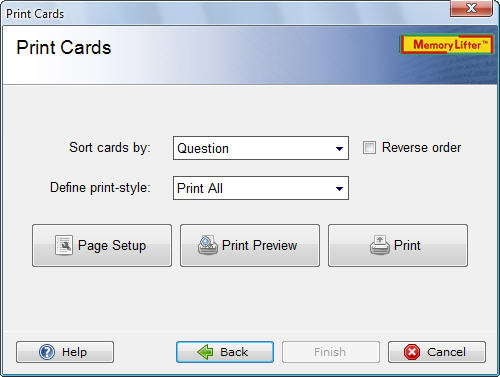 Print Cards
Print Cards
MemoryLifter™
Sort cards by: Question Reverse order
Define print-style: Print All
Page Setup Print Preview Print
Help Back Finish Cancel